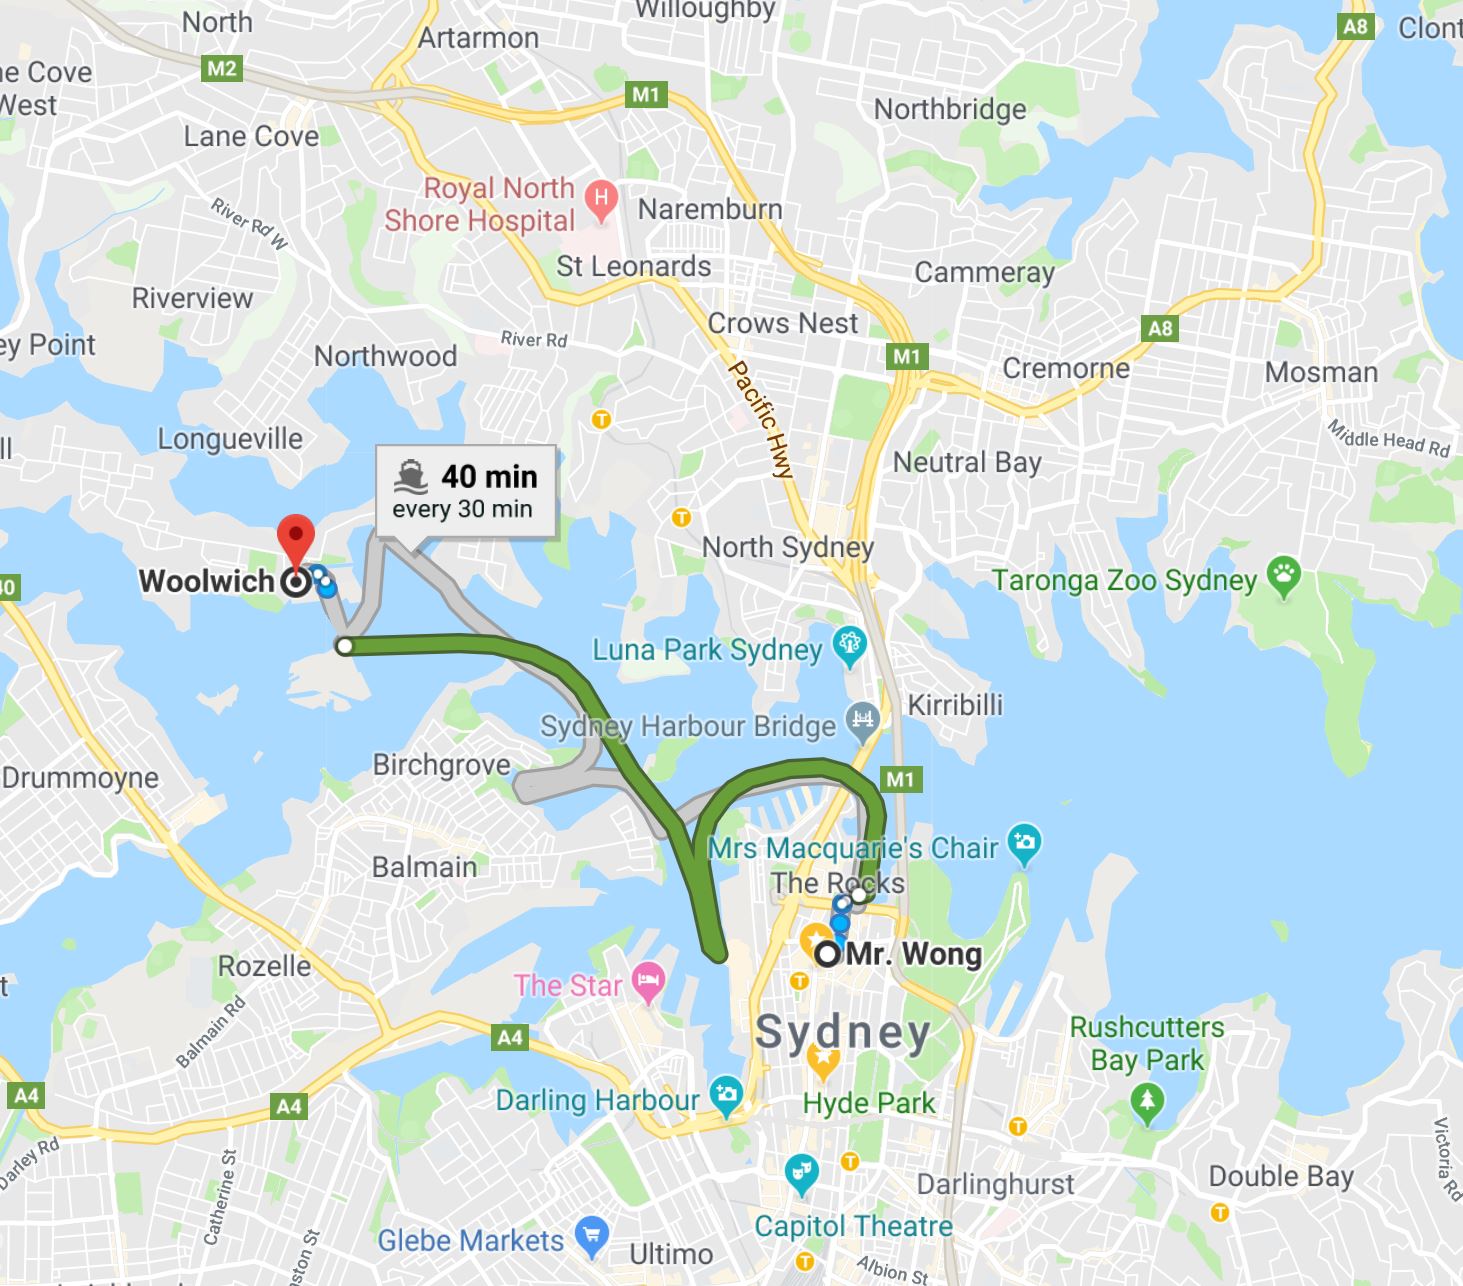 Willoughby
North
Artarmon
A8
Clont
M2
ne Cove
West
M1
Northbridge
Lane Cove
Royal North
Shore Hospital
H
Naremburn
River Rd W
St Leonards
Cammeray
Riverview
Crows Nest
A8
ey Point
River Rd
Northwood
M1
Cremorne
Mosman
Pacific Hwy
T
Longueville
Middle Head Rd
ll
40 min
every 30 min
Neutral Bay
T
North Sydney
Woolwich
40
Taronga Zoo Sydney
Luna Park Sydney
Kirribilli
Sydney Harbour Bridge
Birchgrove
Drummoyne
M1
Mrs Macquarie's Chair
Balmain
The Rocks
Mr. Wong
Rozelle
The Star
T
t
Balmain Rd
Sydney
A4
Rushcutters
Bay Park
A4
A4
Darling Harbour
Hyde Park
T
Darley Rd
Catherine St
T
Victoria Rd
Double Bay
Darlinghurst
T
Capitol Theatre
Glebe Markets
Ultimo
ston St
T
Albion St